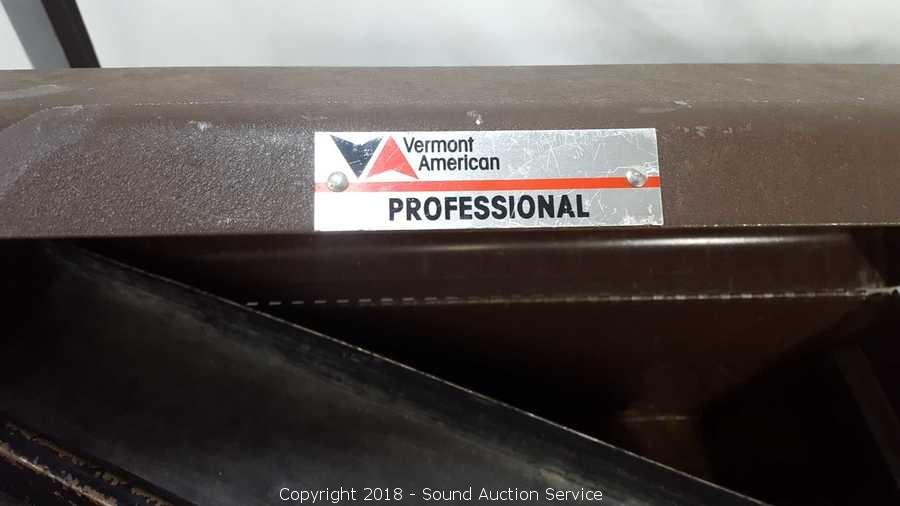 Vermont
American
PROFESSIONAL
Copyright 2018 - Sound Auction Service